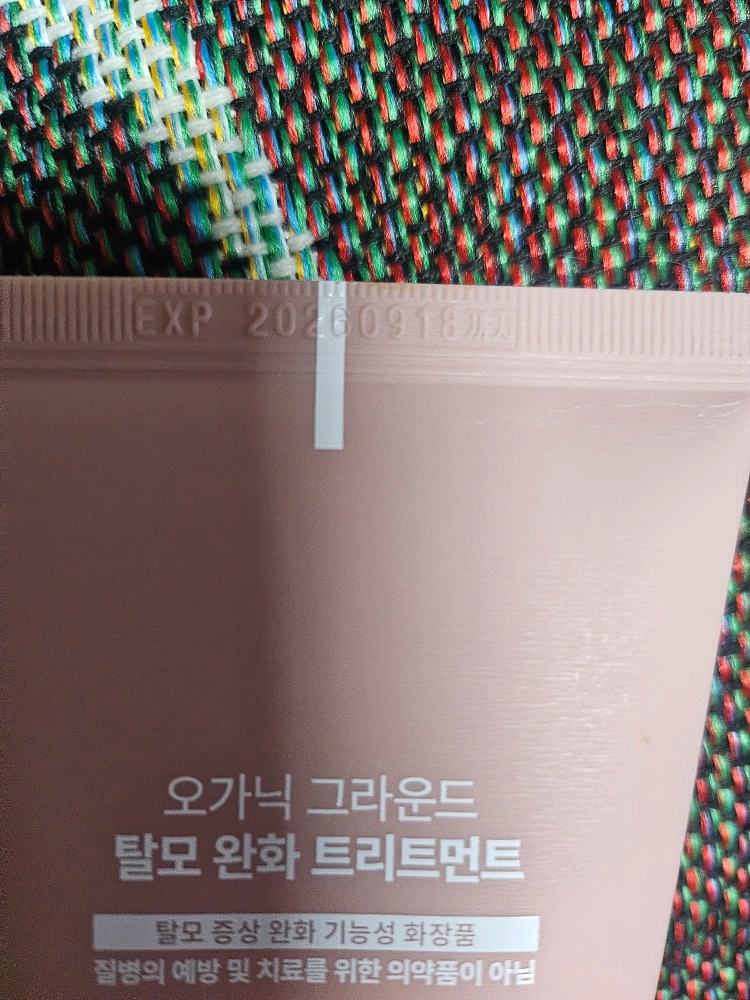 EXP 20260918까지
오가닉 그라운드
탈모 완화 트리트먼트
탈모 증상 완화 기능성 화장품
질병의 예방 및 치료를 위한 의약품이 아님